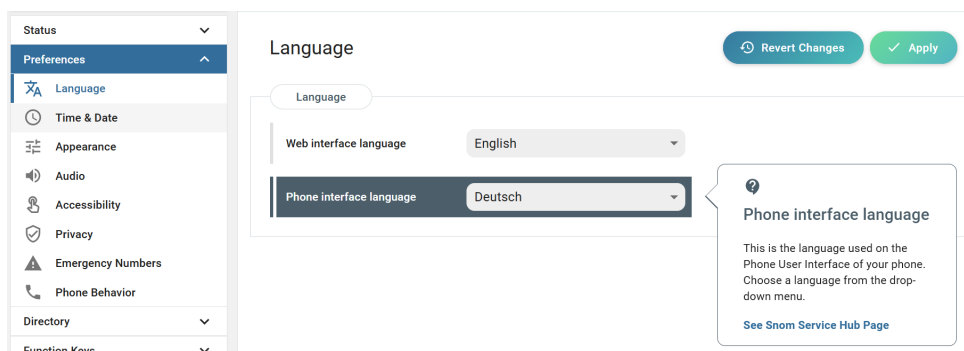 Status
Preferences
Language
Time & Date
Appearance
Audio
Accessibility
Privacy
Emergency Numbers
Phone Behavior
Directory
Function Keys
Language
Revert Changes
Apply
Language
Web interface language
English
Phone interface language
Deutsch
Phone interface language
This is the language used on the
Phone User Interface of your phone.
Choose a language from the drop-
down menu.
See Snom Service Hub Page